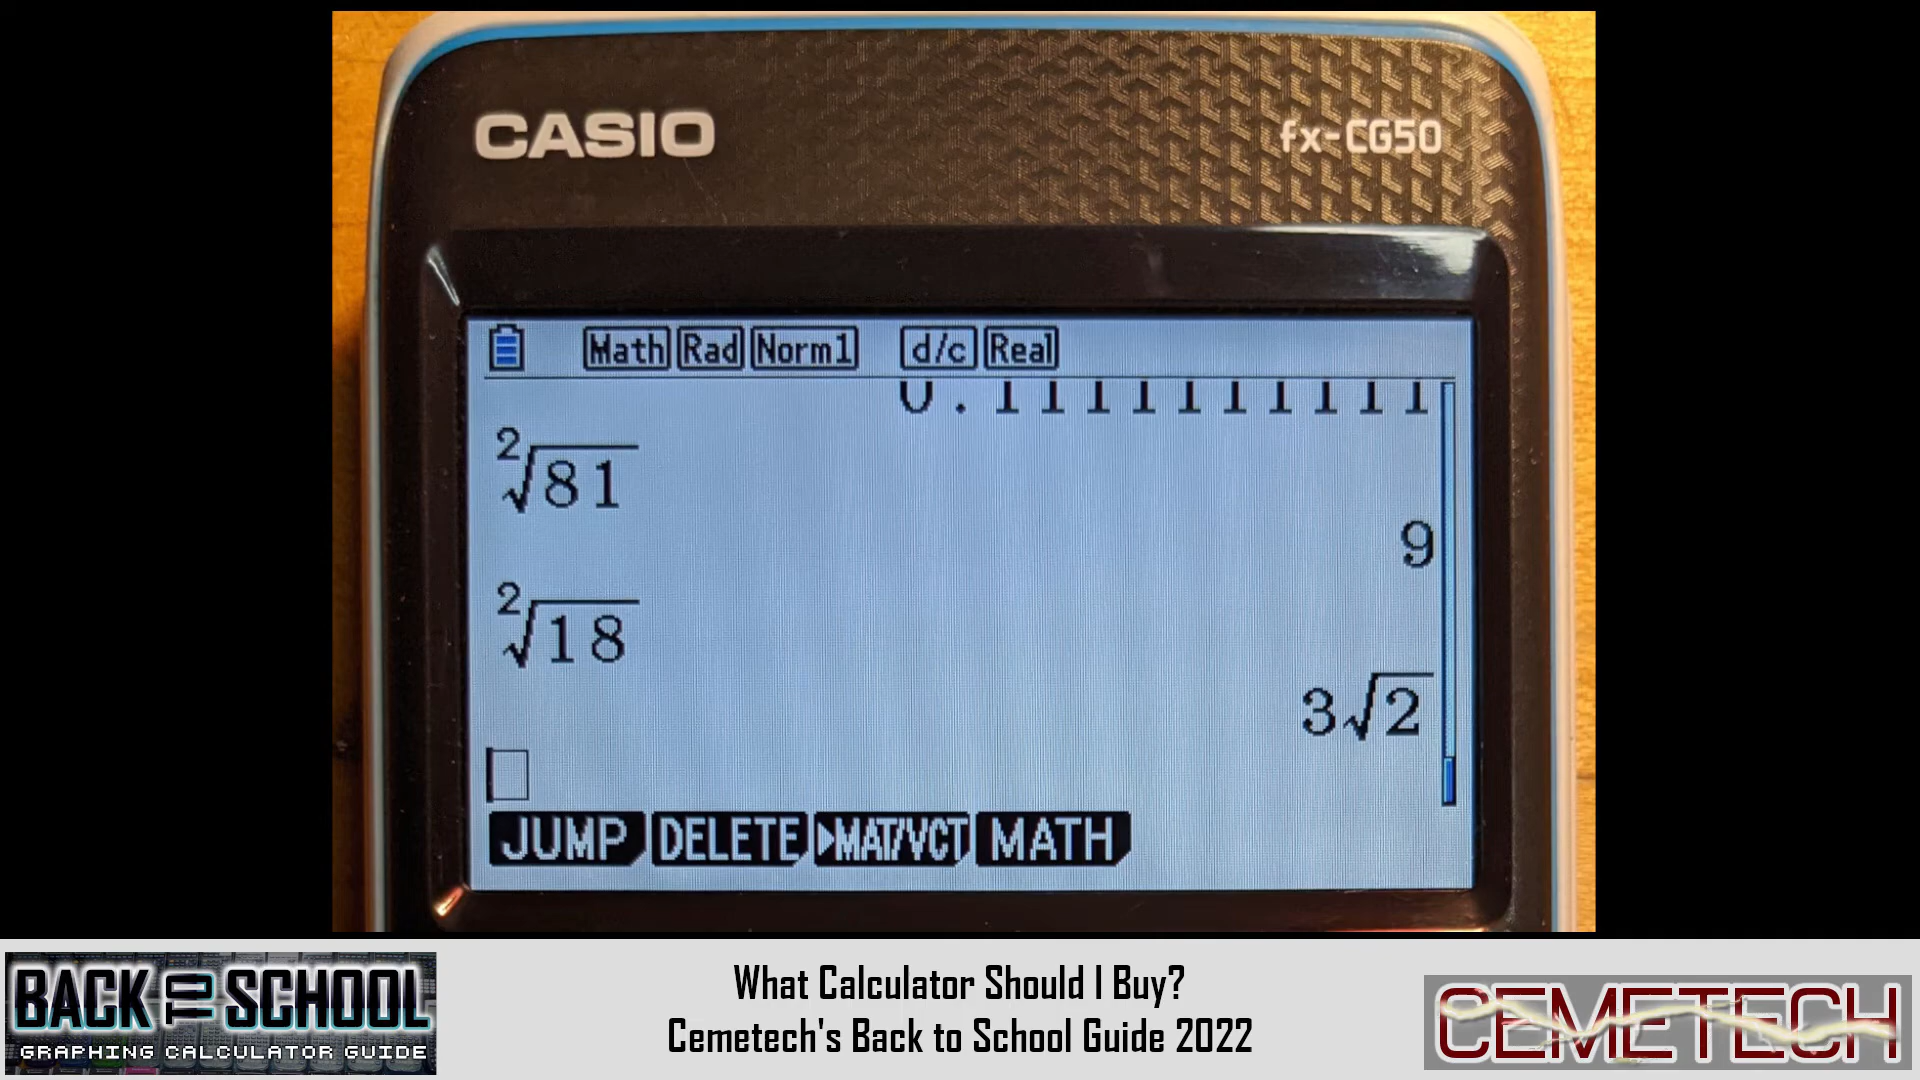 CASIO
fx-CG50
Math Rad Norm1 d/c Real
0.1111111111
²√81
9
²√18
3√2
JUMP DELETE ▶MAT/VCT MATH
BACK TO SCHOOL
GRAPHING CALCULATOR GUIDE
What Calculator Should I Buy?
Cemetech's Back to School Guide 2022
CEMETECH